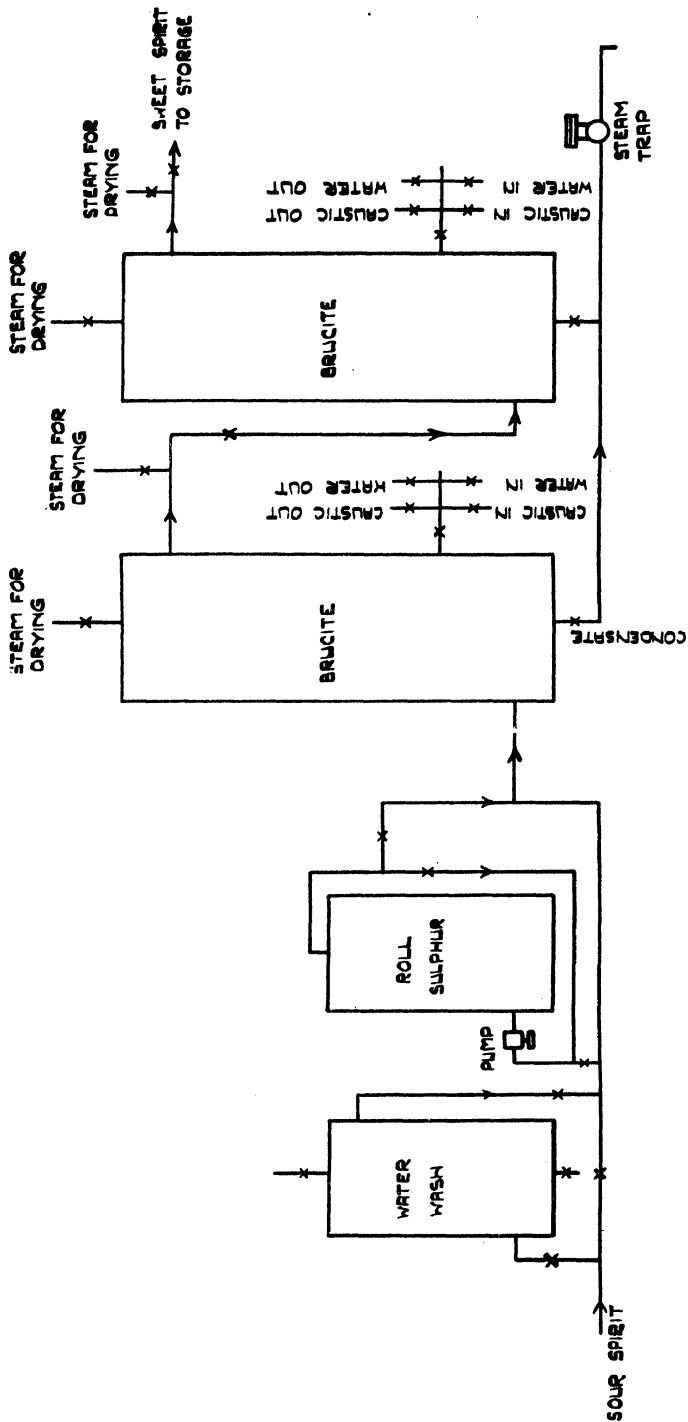 SOUR SPIRIT
WATER
WASH
PUMP
ROLL
SULPHUR
STEAM FOR
DRYING
BRUCITE
CONDENSATE
CAUSTIC OUT
WATER OUT
CAUSTIC IN
WATER IN
STEAM FOR
DRYING
STEAM FOR
DRYING
BRUCITE
CAUSTIC OUT
WATER OUT
CAUSTIC IN
WATER IN
STEAM FOR
DRYING
SWEET SPIRIT
TO STORAGE
STEAM
TRAP